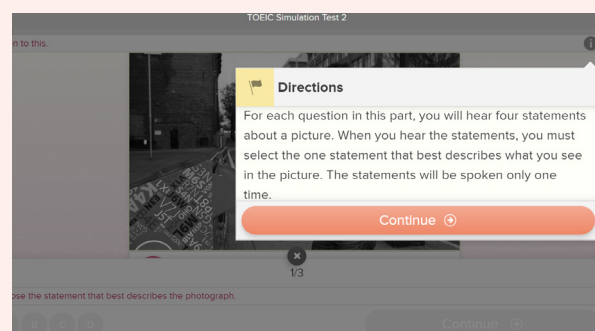 TOEIC Simulation Test 2
n to this.
Directions
For each question in this part, you will hear four statements
about a picture. When you hear the statements, you must
select the one statement that best describes what you see
in the picture. The statements will be spoken only one
time.
Continue
1/3
ose the statement that best describes the photograph.
B C D
Continue